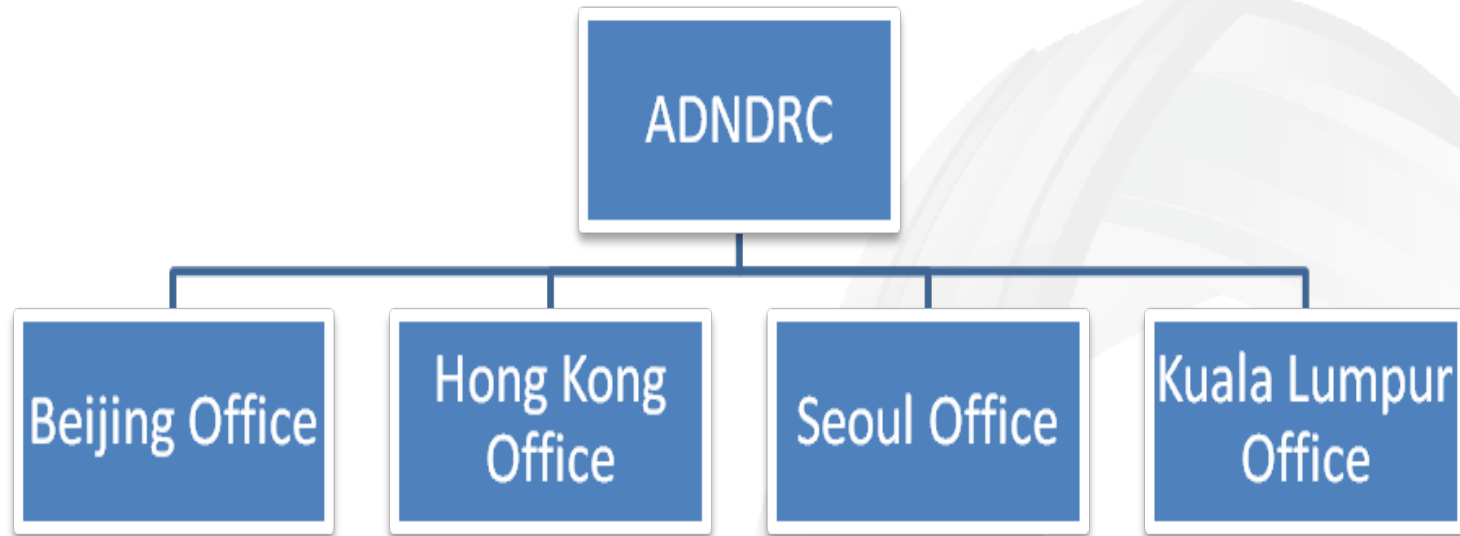 ADNDRC
Beijing Office
Hong Kong
Office
Seoul Office
Kuala Lumpur
Office